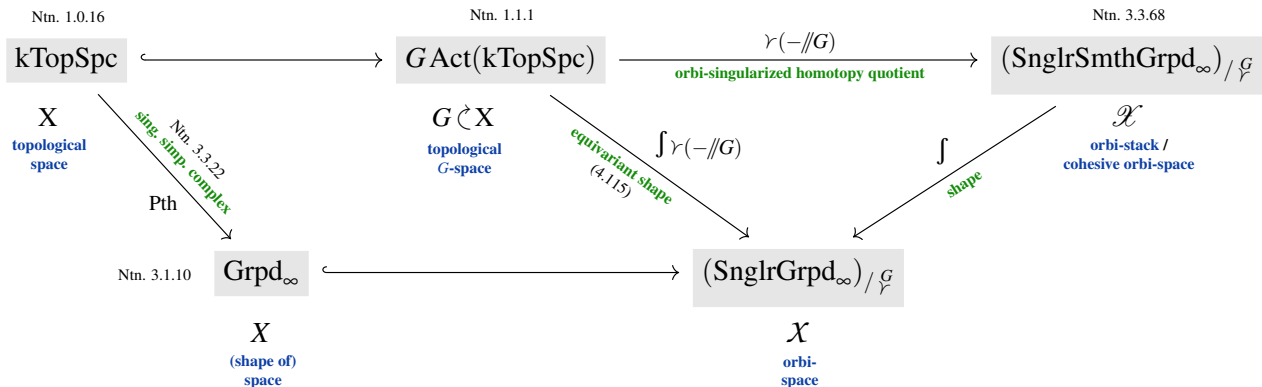 Ntn. 1.0.16
Ntn. 1.1.1
Ntn. 3.3.68
kTopSpc
G Act(kTopSpc)
ʏ(−⫽G)
orbi-singularized homotopy quotient
(SnglrSmthGrpd∞)/ʏG
X
topological
space
Ntn. 3.3.22
sing. simp. complex
Pth
G ⟳ X
topological
G-space
∫ʏ(−⫽G)
equivariant shape
(4.115)
∫
shape
𝒳
orbi-stack /
cohesive orbi-space
Ntn. 3.1.10
Grpd∞
(SnglrGrpd∞)/ʏG
X
(shape of)
space
𝒳
orbi-
space